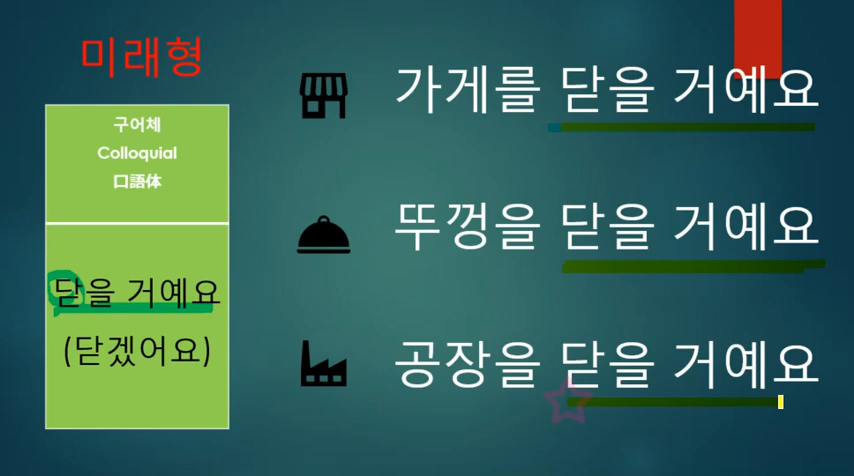 미래형
구어체
Colloquial
口語体
닫을 거예요
(닫겠어요)
가게를 닫을 거예요
뚜껑을 닫을 거예요
공장을 닫을 거예요